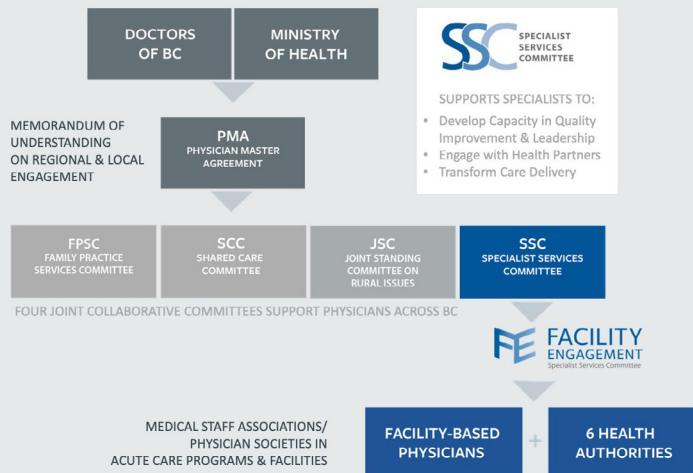 DOCTORS
OF BC
MINISTRY
OF HEALTH
SSC
SPECIALIST
SERVICES
COMMITTEE
SUPPORTS SPECIALISTS TO:
• Develop Capacity in Quality
Improvement & Leadership
• Engage with Health Partners
• Transform Care Delivery
MEMORANDUM OF
UNDERSTANDING
ON REGIONAL & LOCAL
ENGAGEMENT
PMA
PHYSICIAN MASTER
AGREEMENT
FPSC
FAMILY PRACTICE
SERVICES COMMITTEE
SCC
SHARED CARE
COMMITTEE
JSC
JOINT STANDING
COMMITTEE ON
RURAL ISSUES
SSC
SPECIALIST SERVICES
COMMITTEE
FOUR JOINT COLLABORATIVE COMMITTEES SUPPORT PHYSICIANS ACROSS BC
FE
FACILITY
ENGAGEMENT
Specialist Services Committee
MEDICAL STAFF ASSOCIATIONS/
PHYSICIAN SOCIETIES IN
ACUTE CARE PROGRAMS & FACILITIES
FACILITY-BASED
PHYSICIANS
+
6 HEALTH
AUTHORITIES